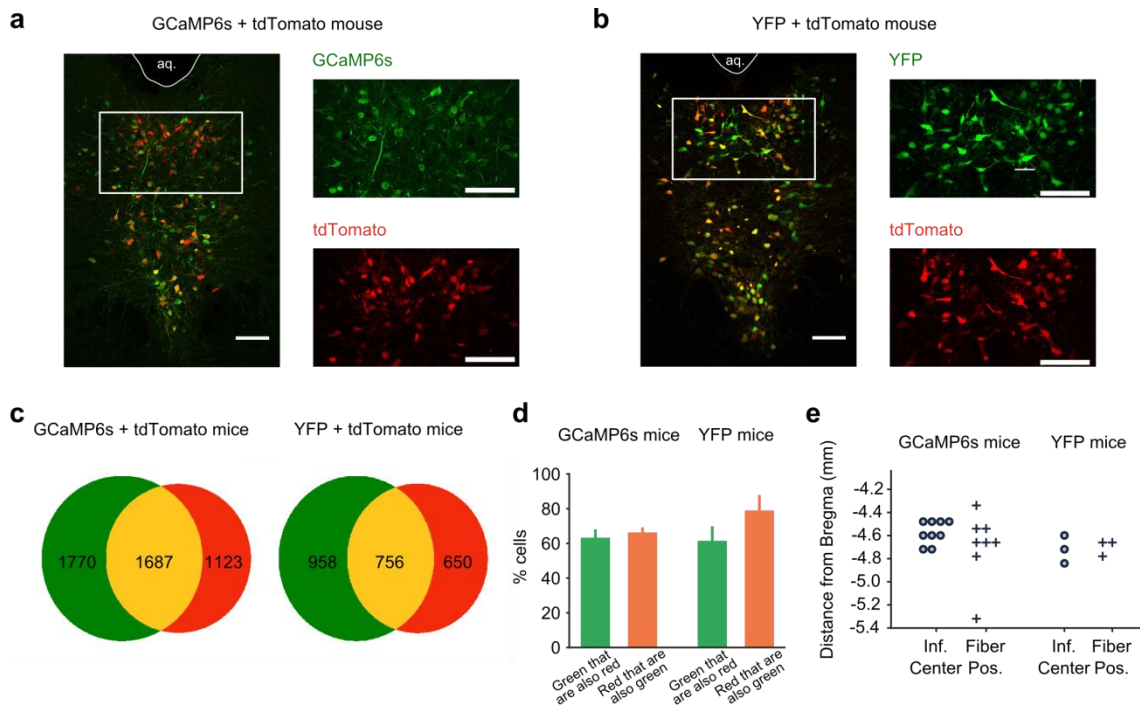 a
GCaMP6s + tdTomato mouse
aq.
GCaMP6s
tdTomato
b
YFP + tdTomato mouse
aq.
YFP
tdTomato
c
GCaMP6s + tdTomato mice
1770
1687
1123
YFP + tdTomato mice
958
756
650
d
GCaMP6s mice
YFP mice
% cells
100
80
60
40
20
0
Green that
are also red
Red that are
also green
Green that
are also red
Red that are
also green
e
GCaMP6s mice
YFP mice
Distance from Bregma (mm)
-4.2
-4.4
-4.6
-4.8
-5.0
-5.2
-5.4
Inf.
Center
Fiber
Pos.
Inf.
Center
Fiber
Pos.